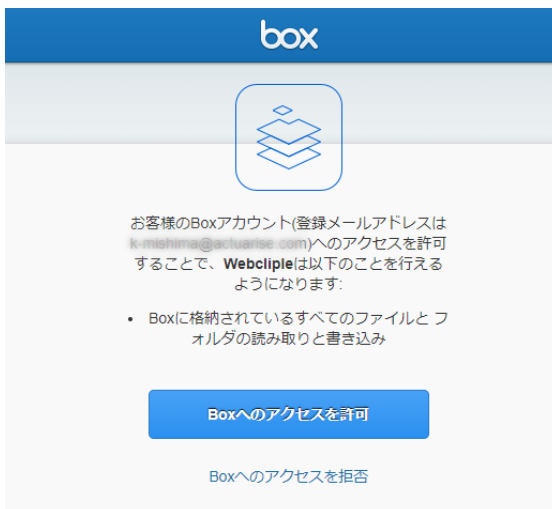 box
お客様のBoxアカウント(登録メールアドレスは
m)へのアクセスを許可
することで、Webclipleは以下のことを行える
ようになります:
• Boxに格納されているすべてのファイルと フ
ォルダの読み取りと書き込み
Boxへのアクセスを許可
Boxへのアクセスを拒否